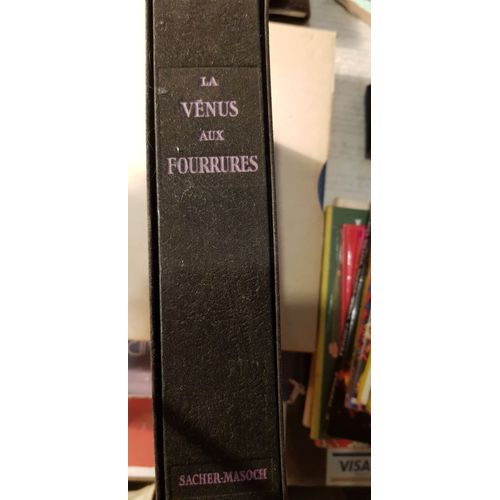 LA
VÉNUS
AUX
FOURRURES
SACHER-MASOCH
VISA